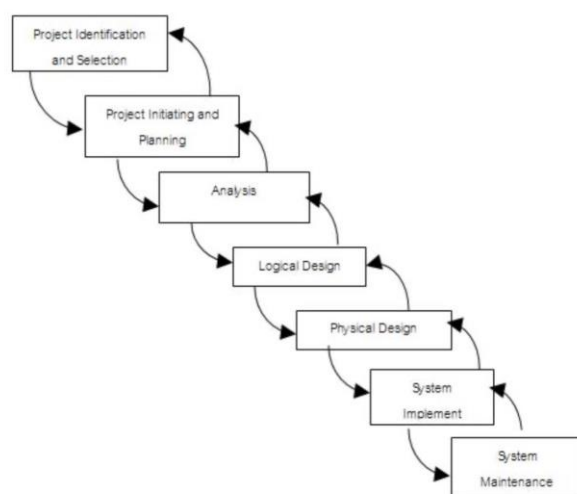 Project Identification
and Selection
Project Initiating and
Planning
Analysis
Logical Design
Physical Design
System
Implement
System
Maintenance